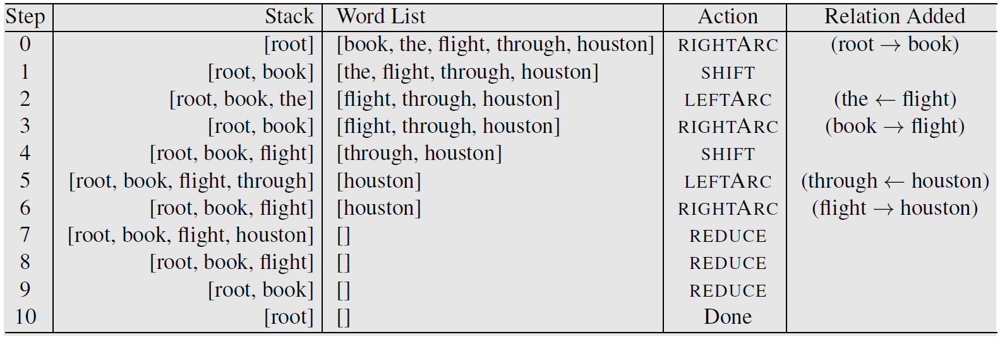 Step Stack Word List Action Relation Added
0 [root] [book, the, flight, through, houston] RIGHTARC (root → book)
1 [root, book] [the, flight, through, houston] SHIFT
2 [root, book, the] [flight, through, houston] LEFTARC (the ← flight)
3 [root, book] [flight, through, houston] RIGHTARC (book → flight)
4 [root, book, flight] [through, houston] SHIFT
5 [root, book, flight, through] [houston] LEFTARC (through ← houston)
6 [root, book, flight] [houston] RIGHTARC (flight → houston)
7 [root, book, flight, houston] [] REDUCE
8 [root, book, flight] [] REDUCE
9 [root, book] [] REDUCE
10 [root] [] Done